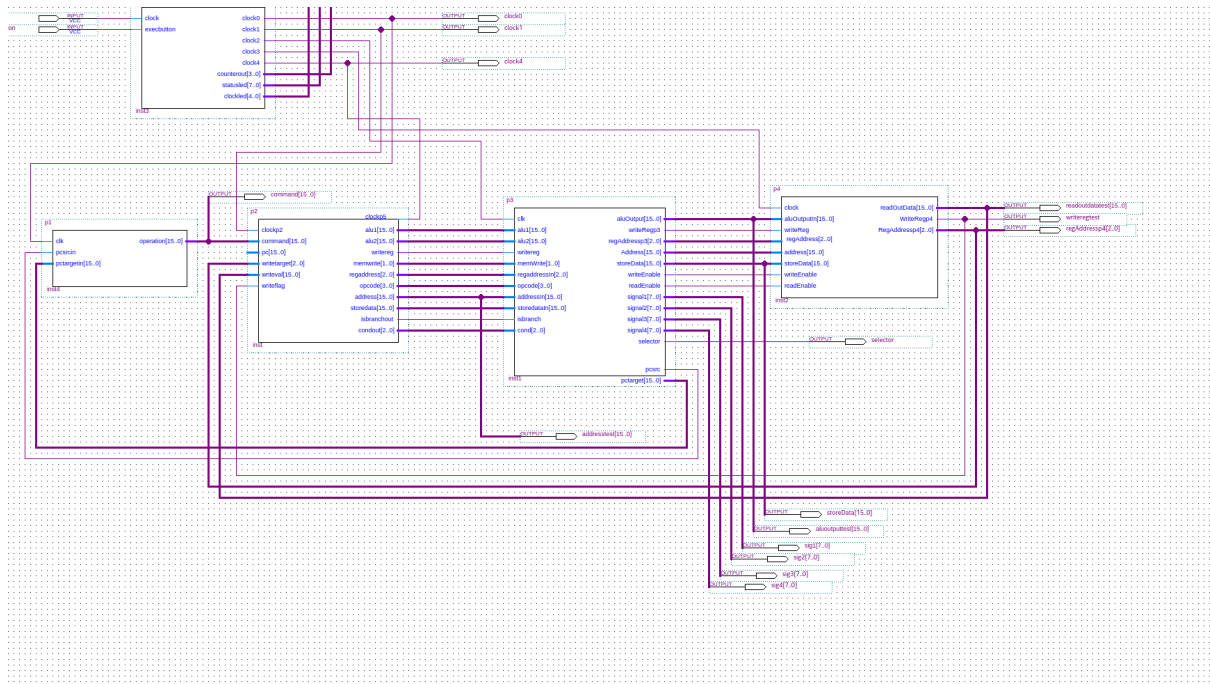 INPUT
VCC
on
INPUT
VCC
clock
execbutton
clock0
clock1
clock2
clock3
clock4
counterout[3..0]
statusled[7..0]
clockled[4..0]
inst3
OUTPUT
clock0
OUTPUT
clock1
OUTPUT
clock4
OUTPUT
command[15..0]
p1
clk
pcsrcin
pctargetin[15..0]
operation[15..0]
inst4
p2
clockp5
clockp2
command[15..0]
pc[15..0]
writetarget[2..0]
writeval[15..0]
writeflag
alu1[15..0]
alu2[15..0]
writereg
memwrite[1..0]
regaddress[2..0]
opcode[3..0]
address[15..0]
storedata[15..0]
isbranchout
condout[2..0]
inst
p3
clk
alu1[15..0]
alu2[15..0]
writereg
memWrite[1..0]
regaddressIn[2..0]
opcode[3..0]
addressIn[15..0]
storedataIn[15..0]
isbranch
cond[2..0]
aluOutput[15..0]
writeRegp3
regAddressp3[2..0]
Address[15..0]
storeData[15..0]
writeEnable
readEnable
signal1[7..0]
signal2[7..0]
signal3[7..0]
signal4[7..0]
selector
pcsrc
pctarget[15..0]
inst1
p4
clock
aluOutputIn[15..0]
writeReg
regAddress[2..0]
address[15..0]
storeData[15..0]
writeEnable
readEnable
readOutData[15..0]
WriteRegp4
RegAddressp4[2..0]
inst2
OUTPUT
readoutdatatest[15..0]
OUTPUT
writeregtest
OUTPUT
regAddressp4[2..0]
OUTPUT
selector
OUTPUT
addresstest[15..0]
OUTPUT
storeData[15..0]
OUTPUT
aluoutputtest[15..0]
OUTPUT
sig1[7..0]
OUTPUT
sig2[7..0]
OUTPUT
sig3[7..0]
OUTPUT
sig4[7..0]